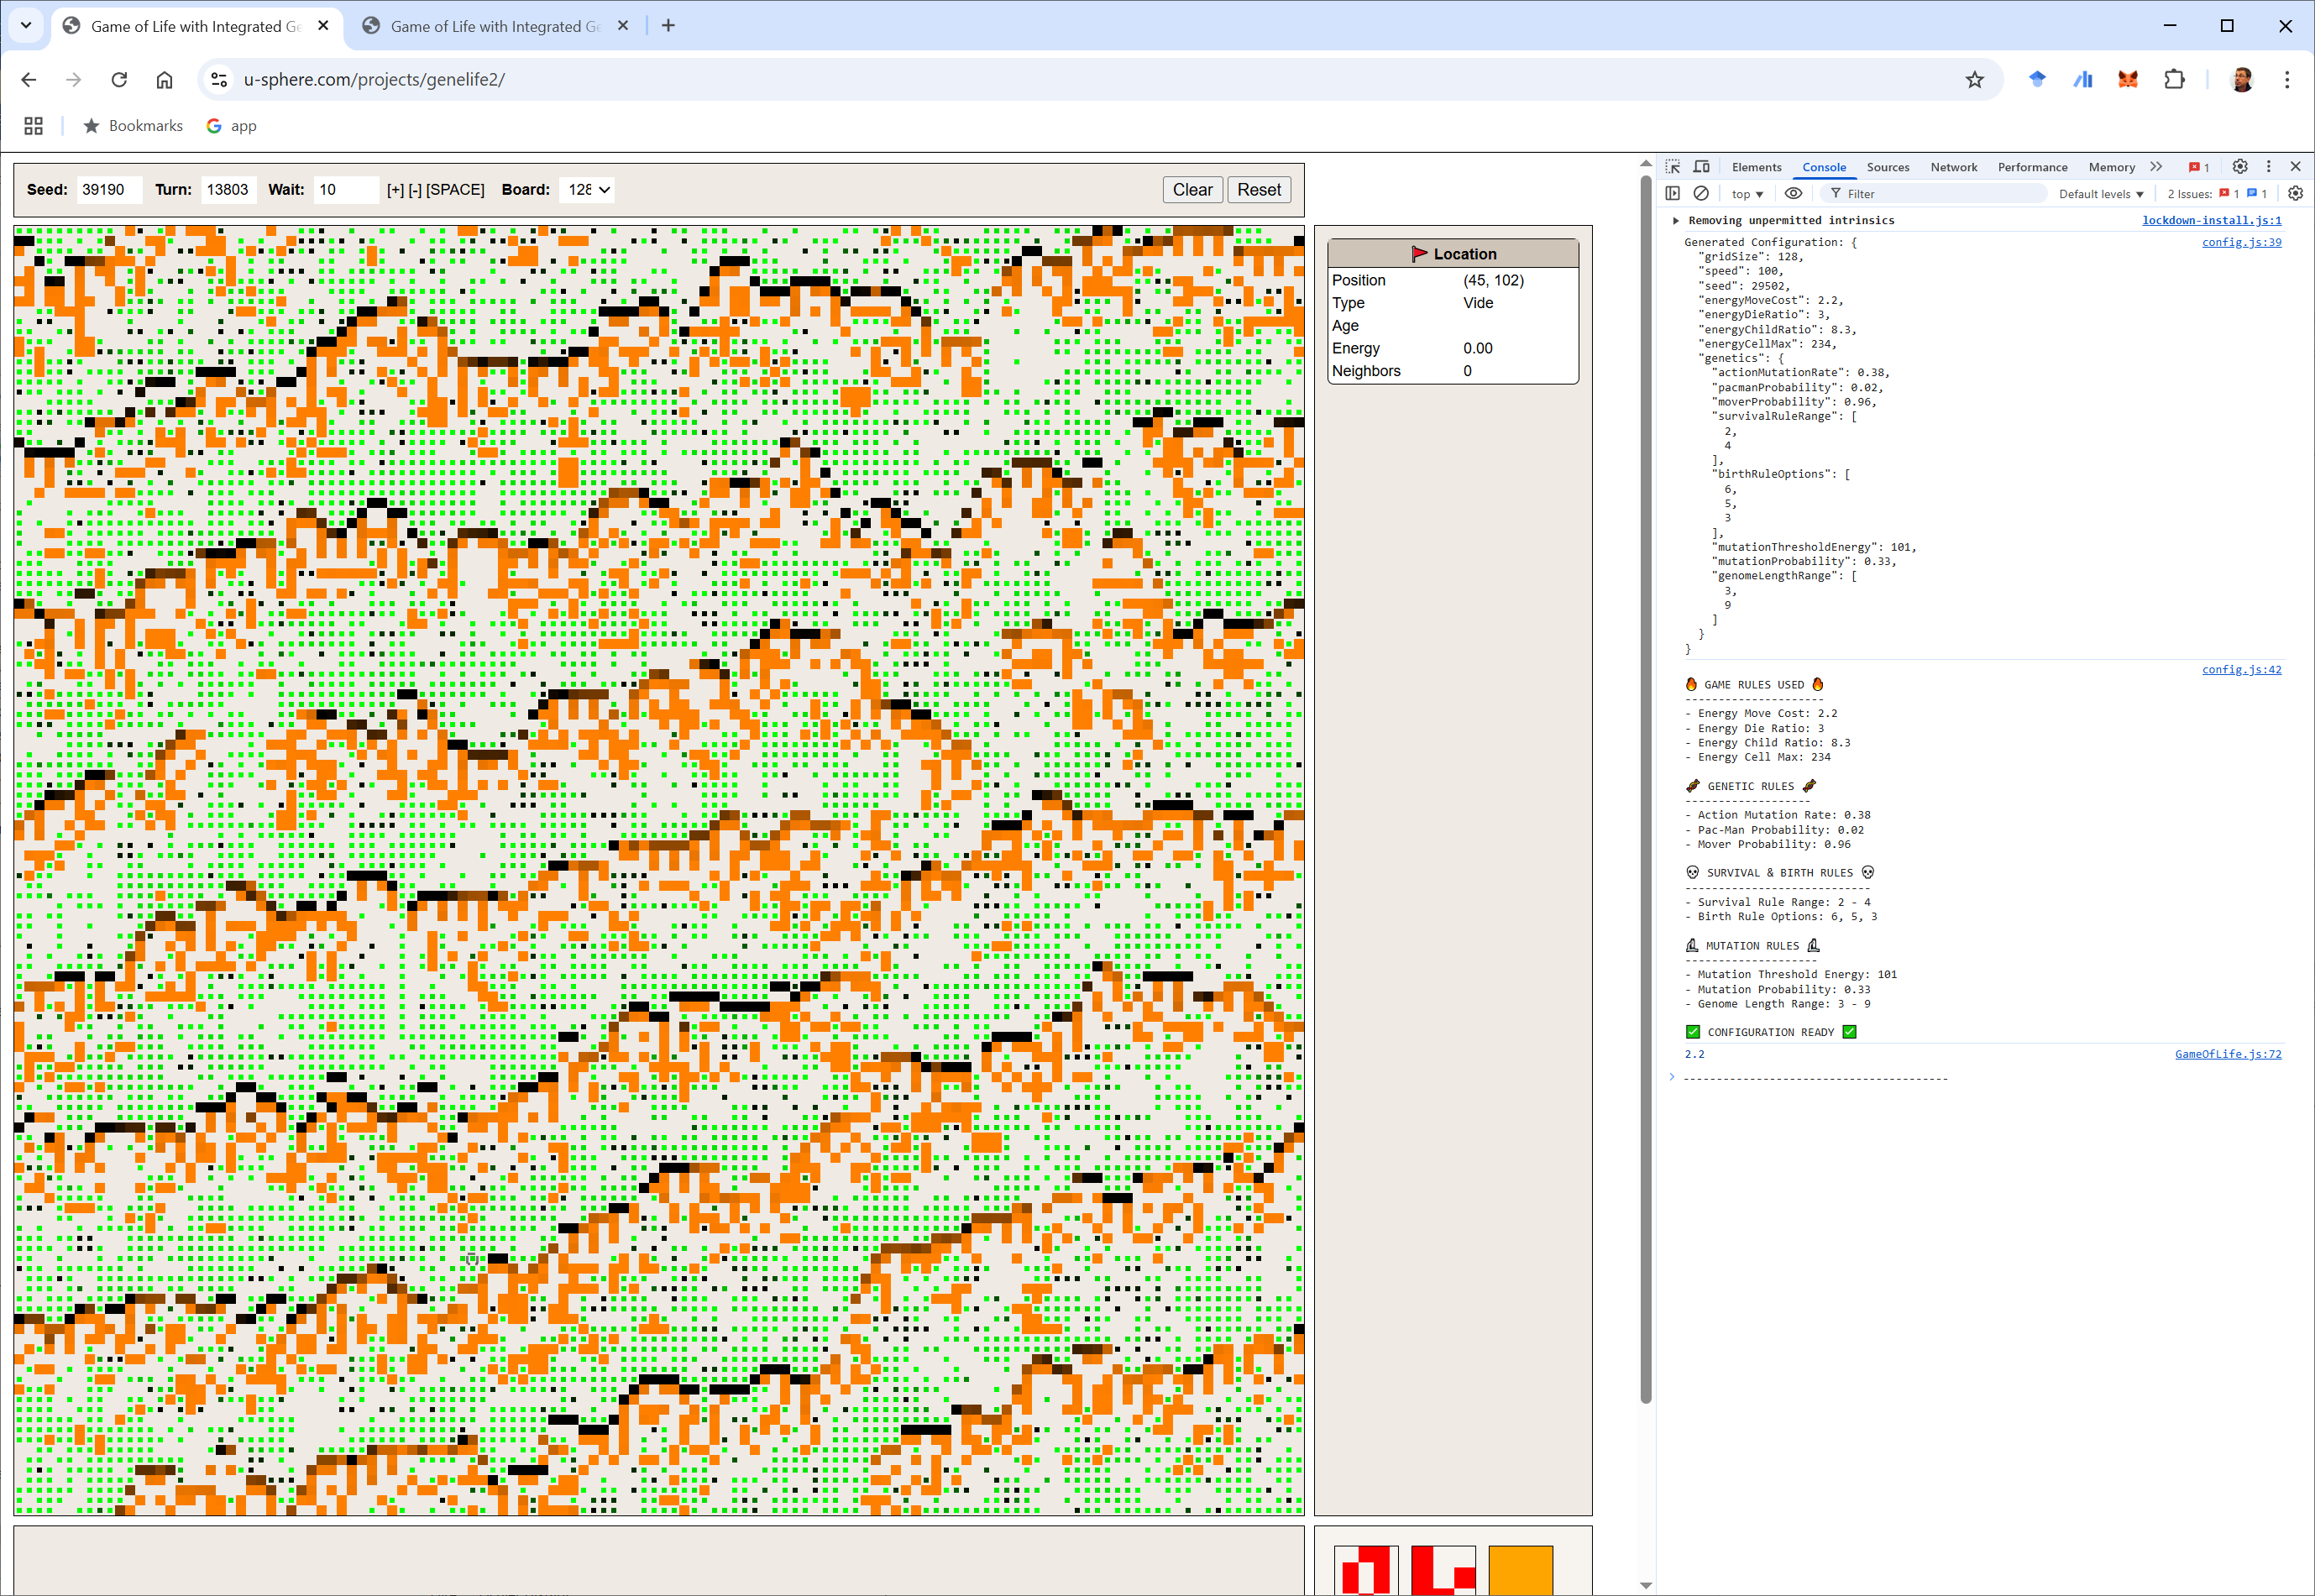 Game of Life with Integrated Ge
Game of Life with Integrated Ge
u-sphere.com/projects/genelife2/
Bookmarks
app
Seed: 39190 Turn: 13803 Wait: 10 [+] [-] [SPACE] Board: 128 Clear Reset
Location
Position (45, 102)
Type Vide
Age
Energy 0.00
Neighbors 0
Elements Console Sources Network Performance Memory 1
top Filter Default levels 2 Issues: 1 1
Removing unpermitted intrinsics lockdown-install.js:1
Generated Configuration: { config.js:39
"gridSize": 128,
"speed": 100,
"seed": 29502,
"energyMoveCost": 2.2,
"energyDieRatio": 3,
"energyChildRatio": 8.3,
"energyCellMax": 234,
"genetics": {
"actionMutationRate": 0.38,
"pacmanProbability": 0.02,
"moverProbability": 0.96,
"survivalRuleRange": [
2,
4
],
"birthRuleOptions": [
6,
5,
3
],
"mutationThresholdEnergy": 101,
"mutationProbability": 0.33,
"genomeLengthRange": [
3,
9
]
}
}
config.js:42
GAME RULES USED
---------------------
- Energy Move Cost: 2.2
- Energy Die Ratio: 3
- Energy Child Ratio: 8.3
- Energy Cell Max: 234
GENETIC RULES
-------------------
- Action Mutation Rate: 0.38
- Pac-Man Probability: 0.02
- Mover Probability: 0.96
SURVIVAL & BIRTH RULES
----------------------------
- Survival Rule Range: 2 - 4
- Birth Rule Options: 6, 5, 3
MUTATION RULES
--------------------
- Mutation Threshold Energy: 101
- Mutation Probability: 0.33
- Genome Length Range: 3 - 9
CONFIGURATION READY
2.2 GameOfLife.js:72
----------------------------------------